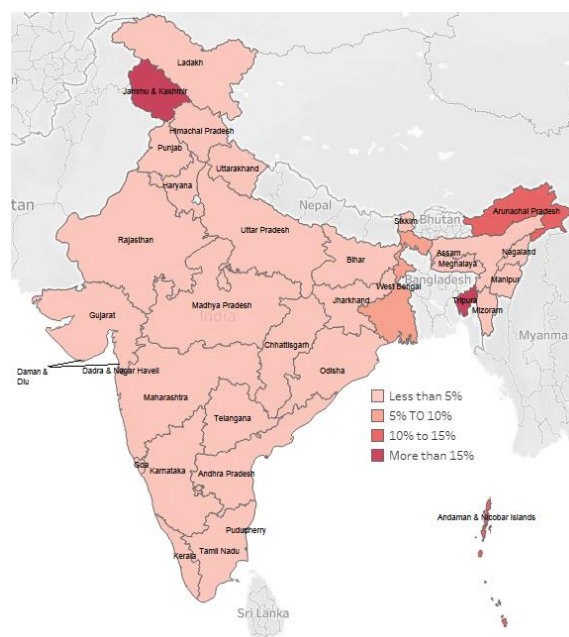 Ladakh
Jammu & Kashmir
Himachal Pradesh
Punjab
Uttarakhand
Haryana
tan
Nepal
Sikkim
Bhutan
Arunachal Pradesh
Rajasthan
Uttar Pradesh
Assam
Nagaland
Bihar
Meghalaya
Manipur
Bangladesh
West Bengal
Tripura
Mizoram
Jharkhand
Gujarat
Madhya Pradesh
India
Myanmar
Chhattisgarh
Daman &
Diu
Dadra & Nagar Haveli
Odisha
Maharashtra
Less than 5%
5% TO 10%
10% to 15%
More than 15%
Telangana
Goa
Karnataka
Andhra Pradesh
Andaman & Nicobar Islands
Puducherry
Kerala
Tamil Nadu
Sri Lanka